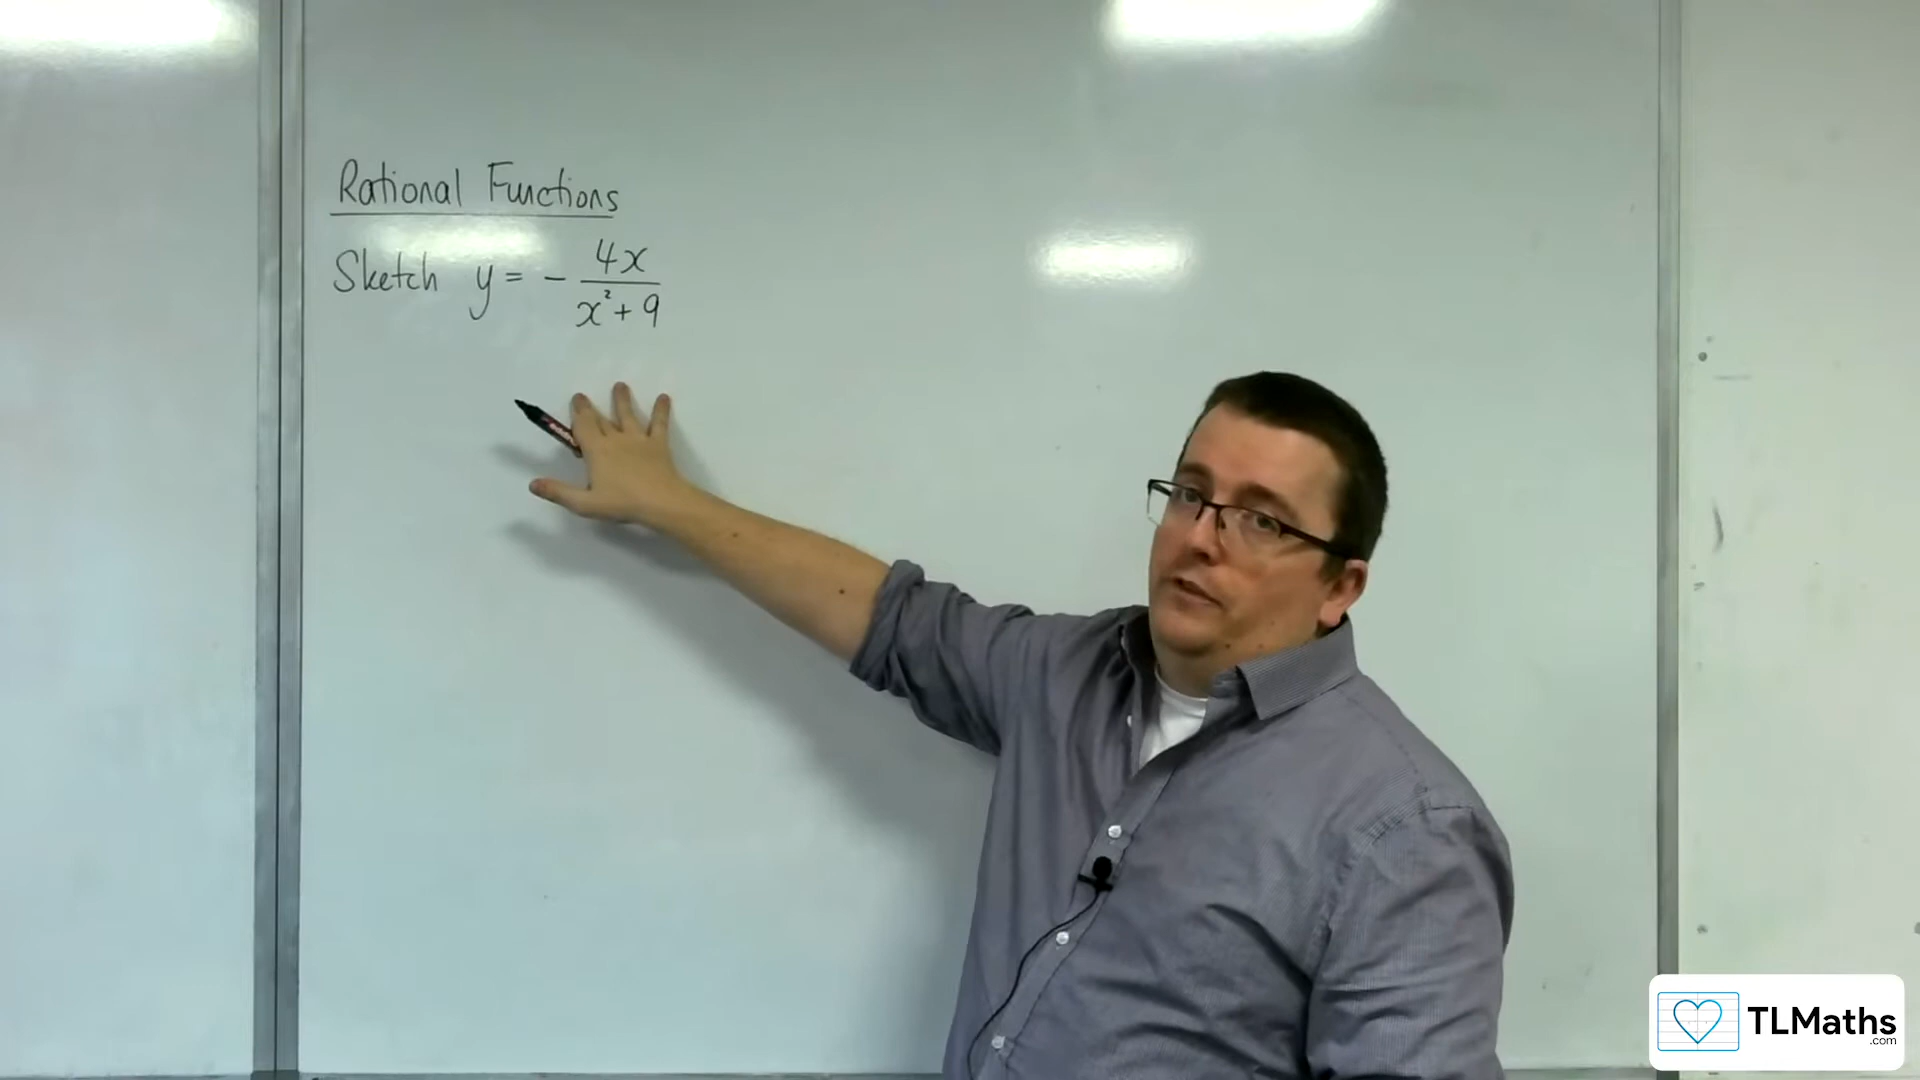 Rational Functions
Sketch y = - 4x / x² + 9
TLMaths
.com